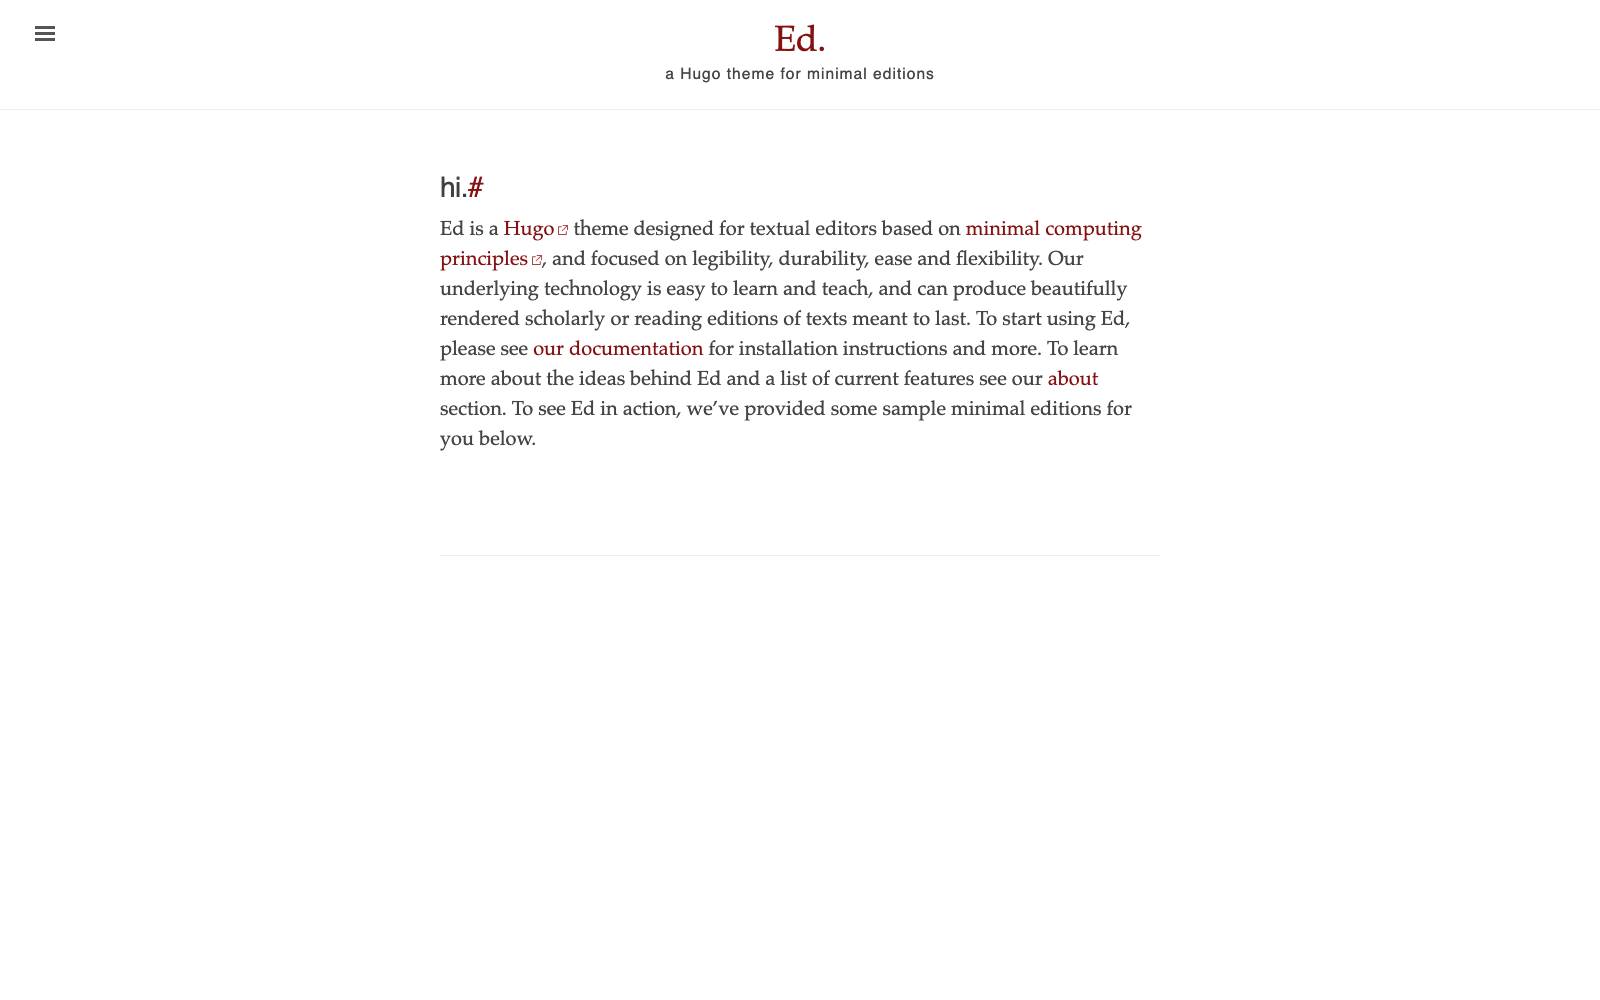 Ed.
a Hugo theme for minimal editions
hi.#
Ed is a Hugo theme designed for textual editors based on minimal computing
principles, and focused on legibility, durability, ease and flexibility. Our
underlying technology is easy to learn and teach, and can produce beautifully
rendered scholarly or reading editions of texts meant to last. To start using Ed,
please see our documentation for installation instructions and more. To learn
more about the ideas behind Ed and a list of current features see our about
section. To see Ed in action, we’ve provided some sample minimal editions for
you below.